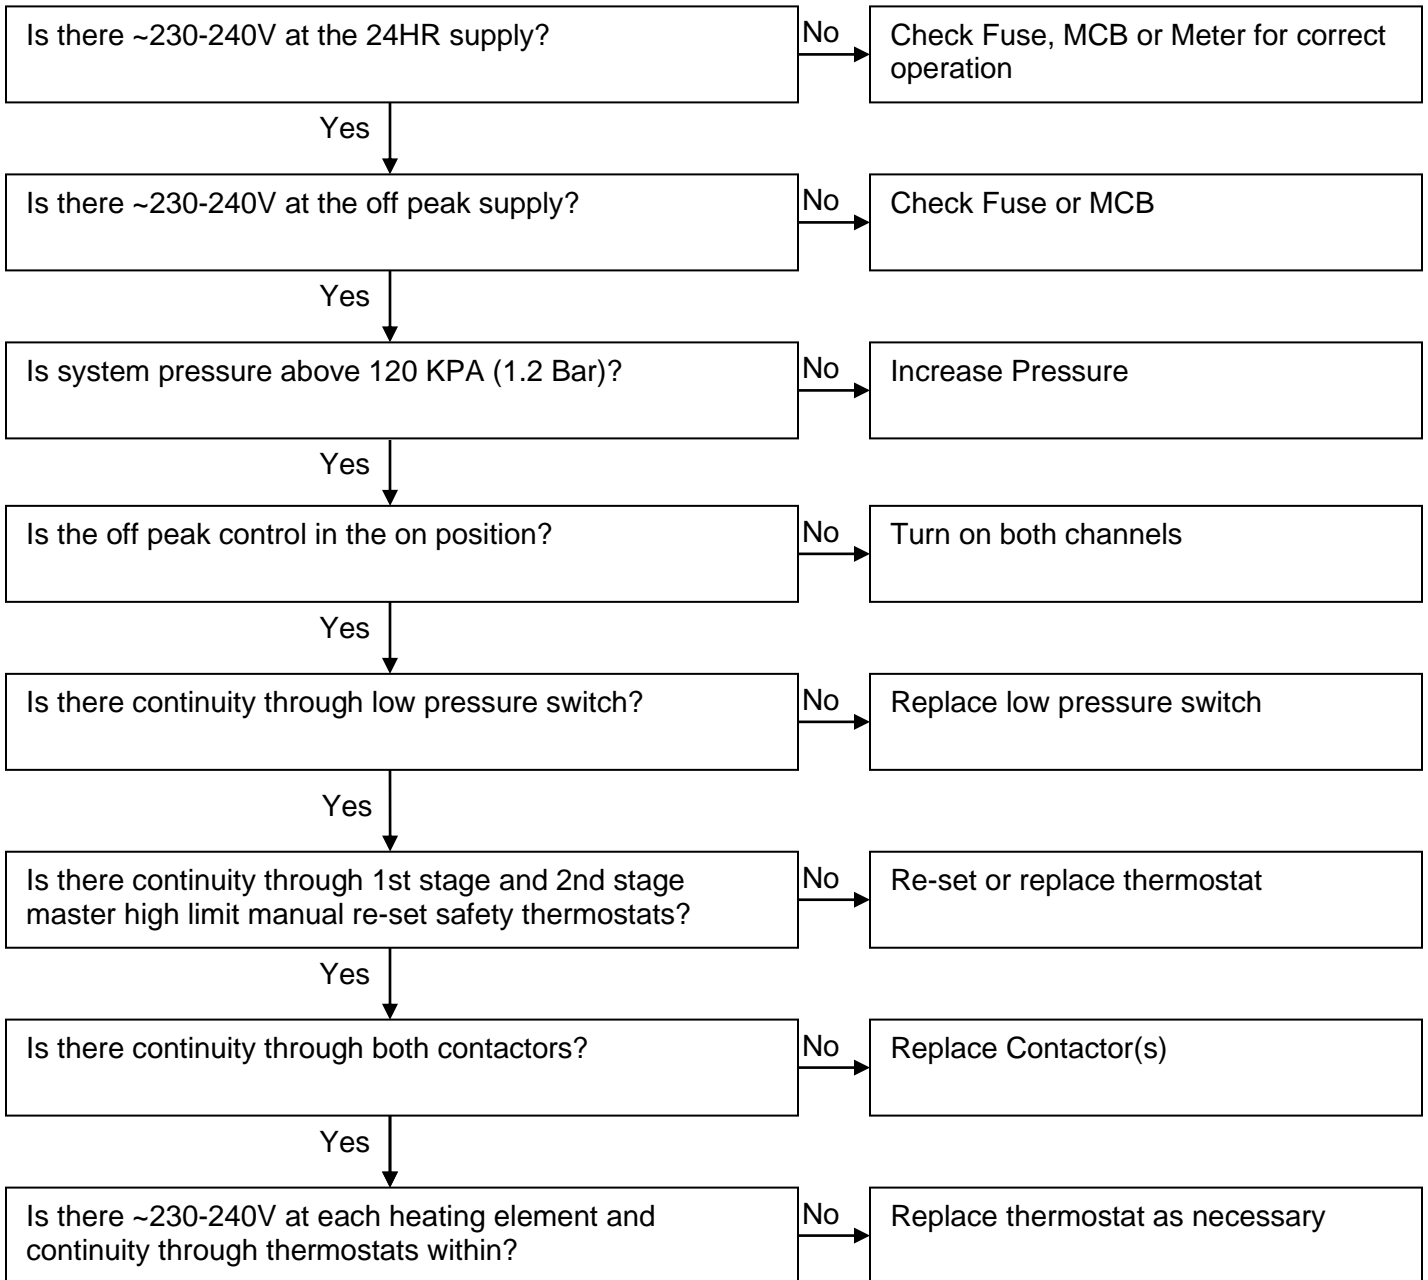 Is there ~230-240V at the 24HR supply?
No
Check Fuse, MCB or Meter for correct
operation
Yes
Is there ~230-240V at the off peak supply?
No
Check Fuse or MCB
Yes
Is system pressure above 120 KPA (1.2 Bar)?
No
Increase Pressure
Yes
Is the off peak control in the on position?
No
Turn on both channels
Yes
Is there continuity through low pressure switch?
No
Replace low pressure switch
Yes
Is there continuity through 1st stage and 2nd stage
master high limit manual re-set safety thermostats?
No
Re-set or replace thermostat
Yes
Is there continuity through both contactors?
No
Replace Contactor(s)
Yes
Is there ~230-240V at each heating element and
continuity through thermostats within?
No
Replace thermostat as necessary